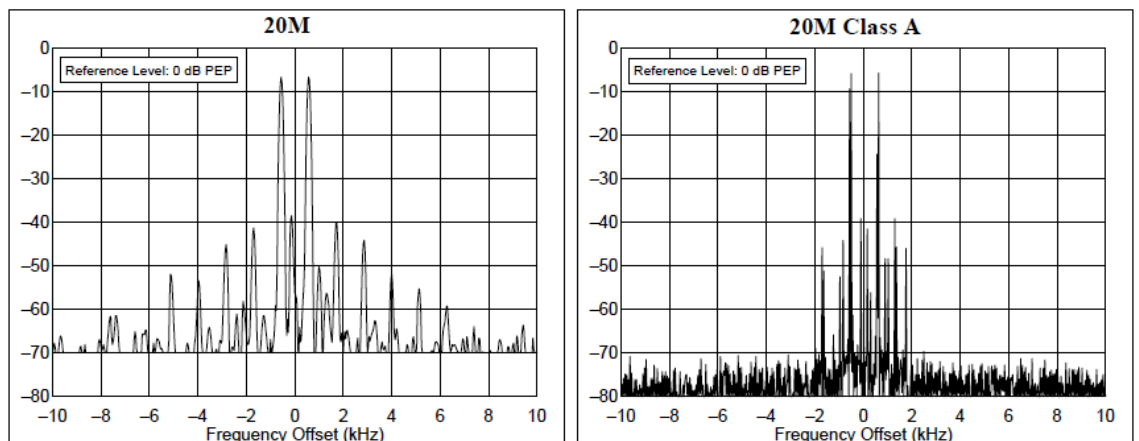 20M
Reference Level: 0 dB PEP
0
–10
–20
–30
–40
–50
–60
–70
–80
–10 –8 –6 –4 –2 0 2 4 6 8 10
Frequency Offset (kHz)
20M Class A
Reference Level: 0 dB PEP
0
–10
–20
–30
–40
–50
–60
–70
–80
–10 –8 –6 –4 –2 0 2 4 6 8 10
Frequency Offset (kHz)